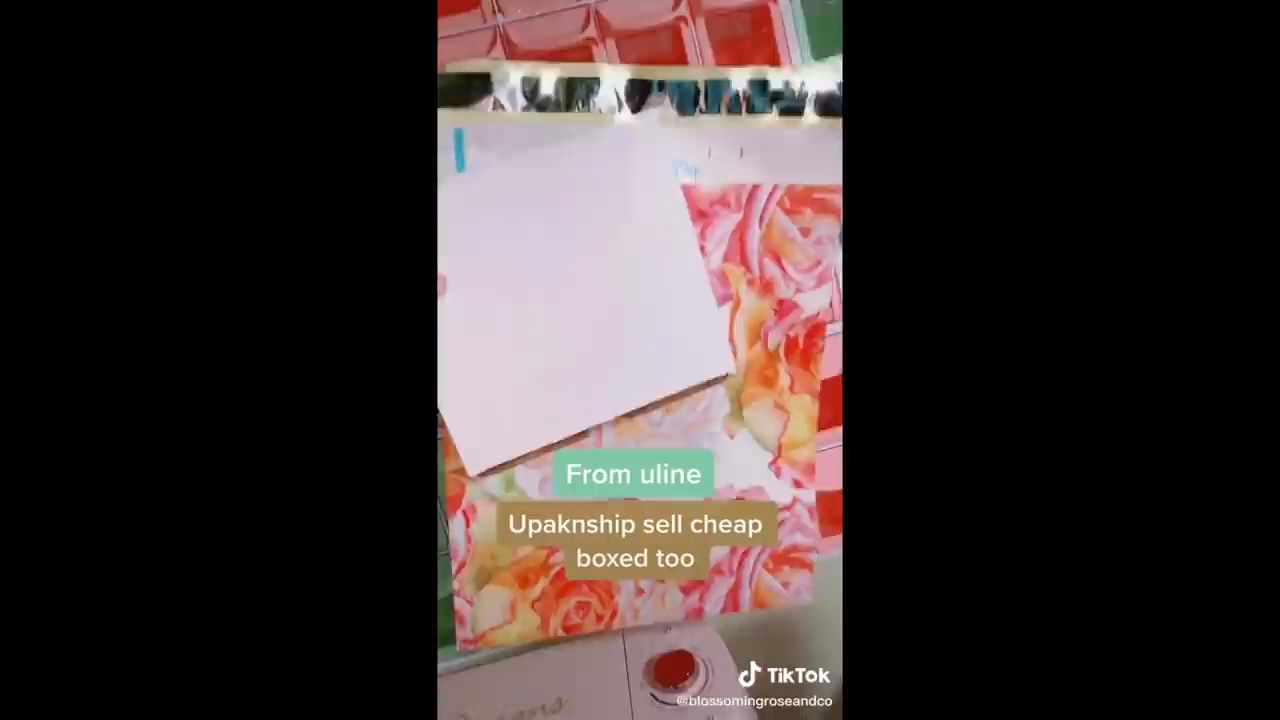 From uline
Upaknship sell cheap
boxed too
TikTok
@blossomingroseandco